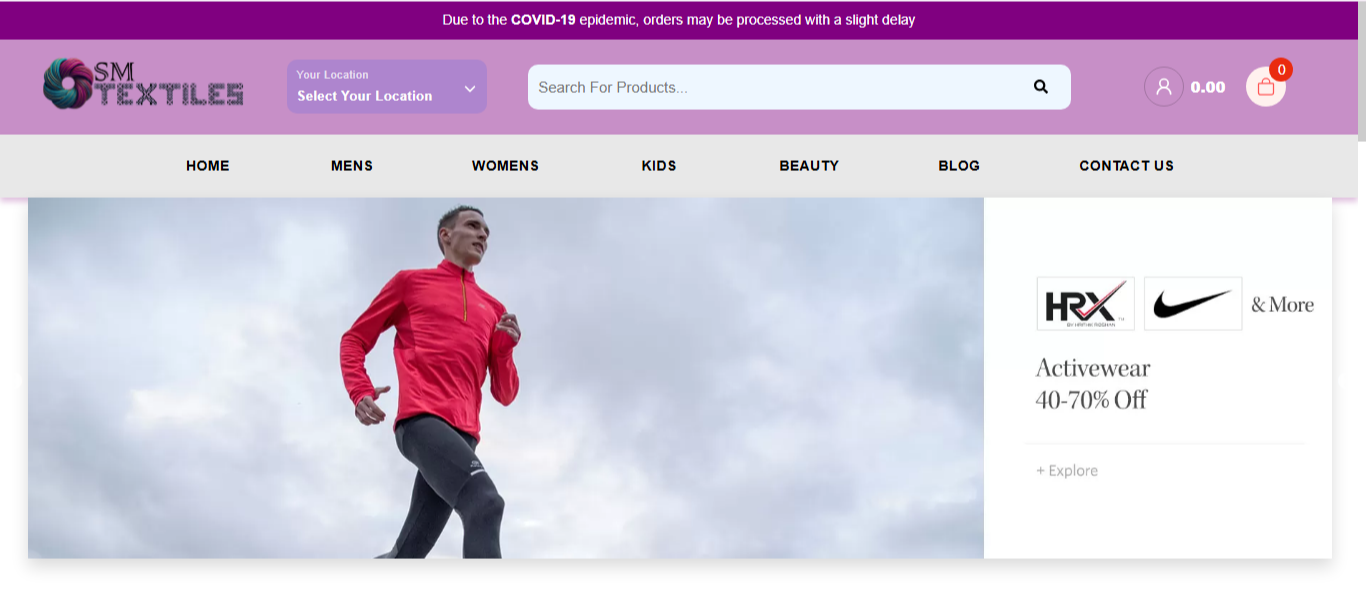 Due to the COVID-19 epidemic, orders may be processed with a slight delay
SM
TEXTILES
Your Location
Select Your Location
Search For Products...
0.00
0
HOME
MENS
WOMENS
KIDS
BEAUTY
BLOG
CONTACT US
HRX
TM
BY HRITHIK ROSHAN
& More
Activewear
40-70% Off
+ Explore